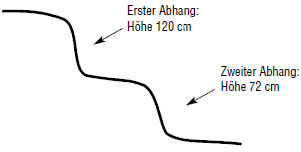 Erster Abhang:
Höhe 120 cm
Zweiter Abhang:
Höhe 72 cm